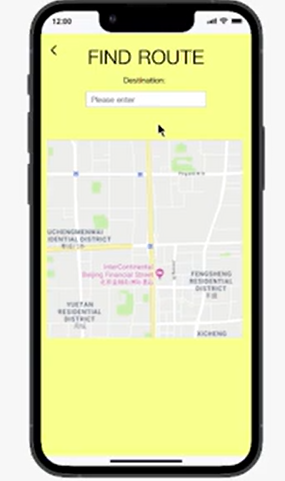 12:00
FIND ROUTE
Destination:
Please enter
UCHENGMENWAI
IDENTIAL DISTRICT
InterContinental
Beijing Financial Street
FENGSHENG
RESIDENTIAL
DISTRICT
YUETAN
RESIDENTIAL
DISTRICT
XICHENG